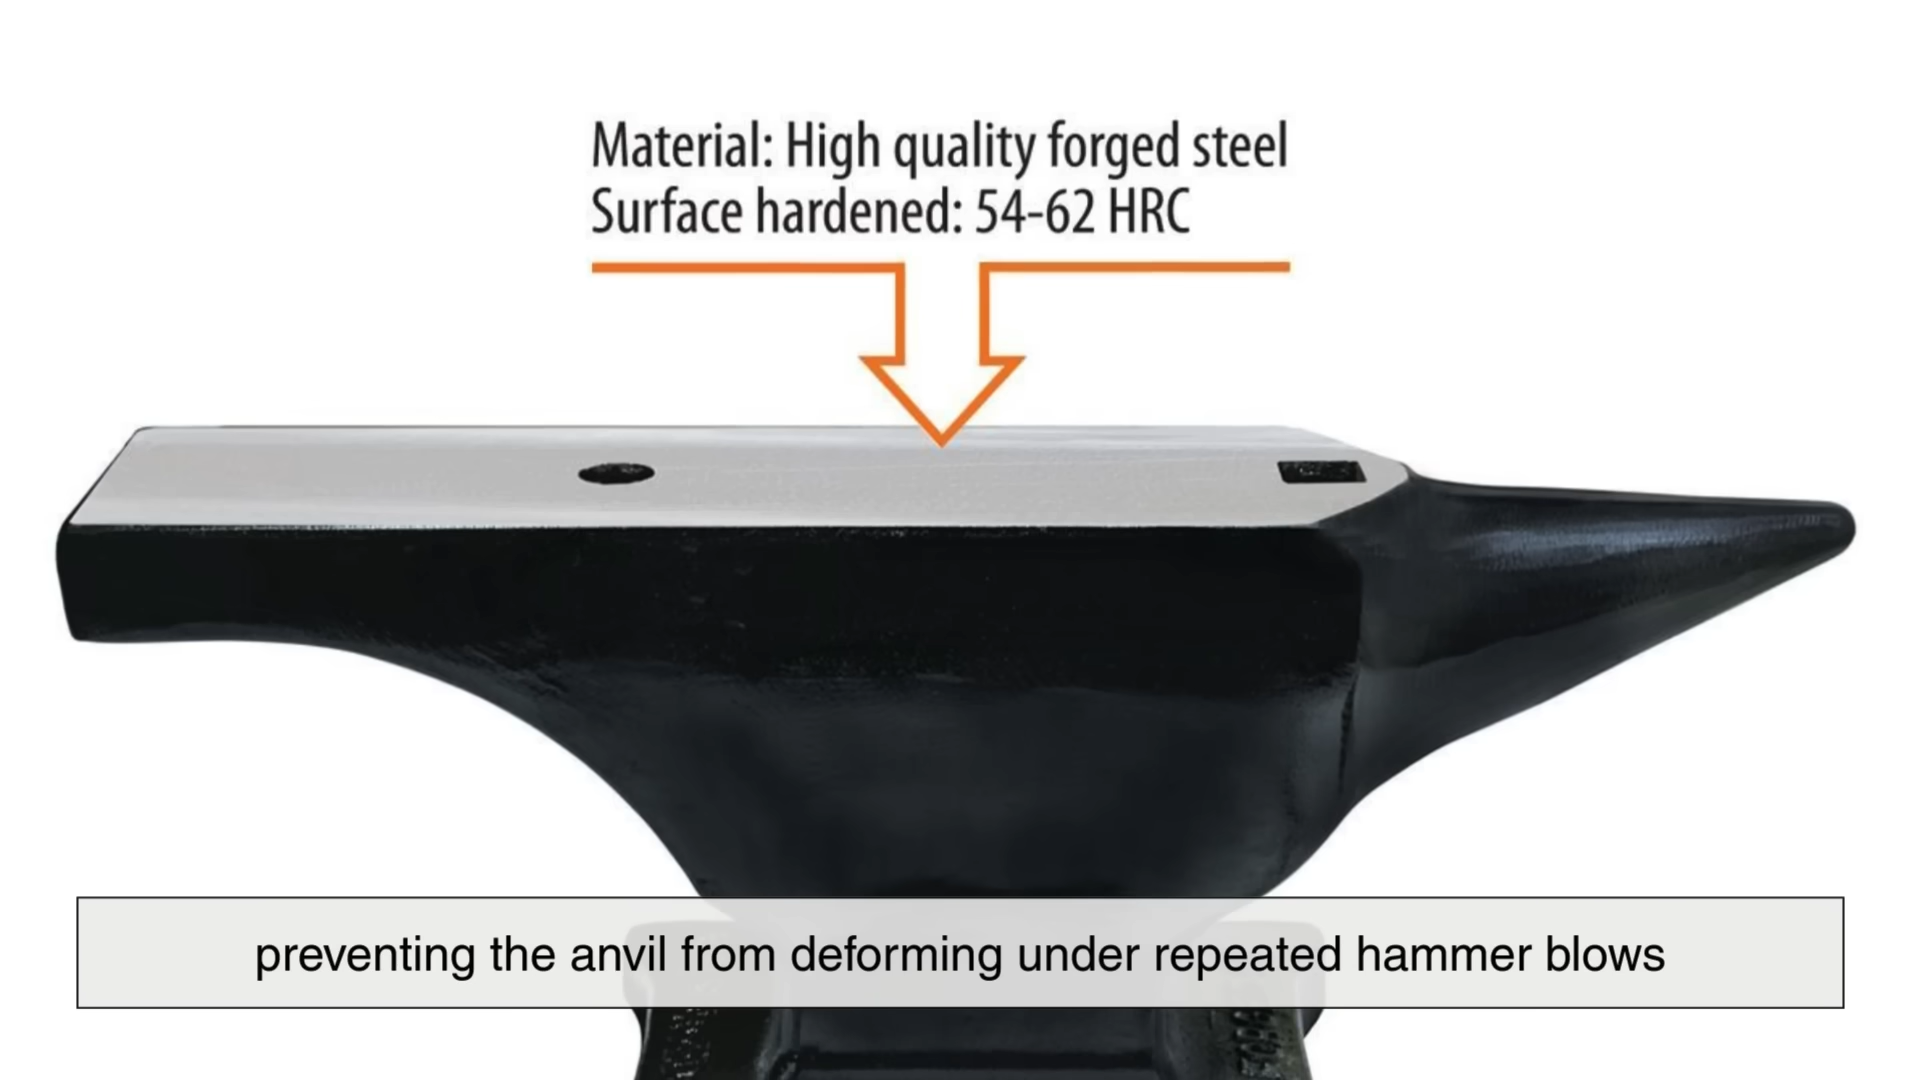 Material: High quality forged steel
Surface hardened: 54-62 HRC
preventing the anvil from deforming under repeated hammer blows